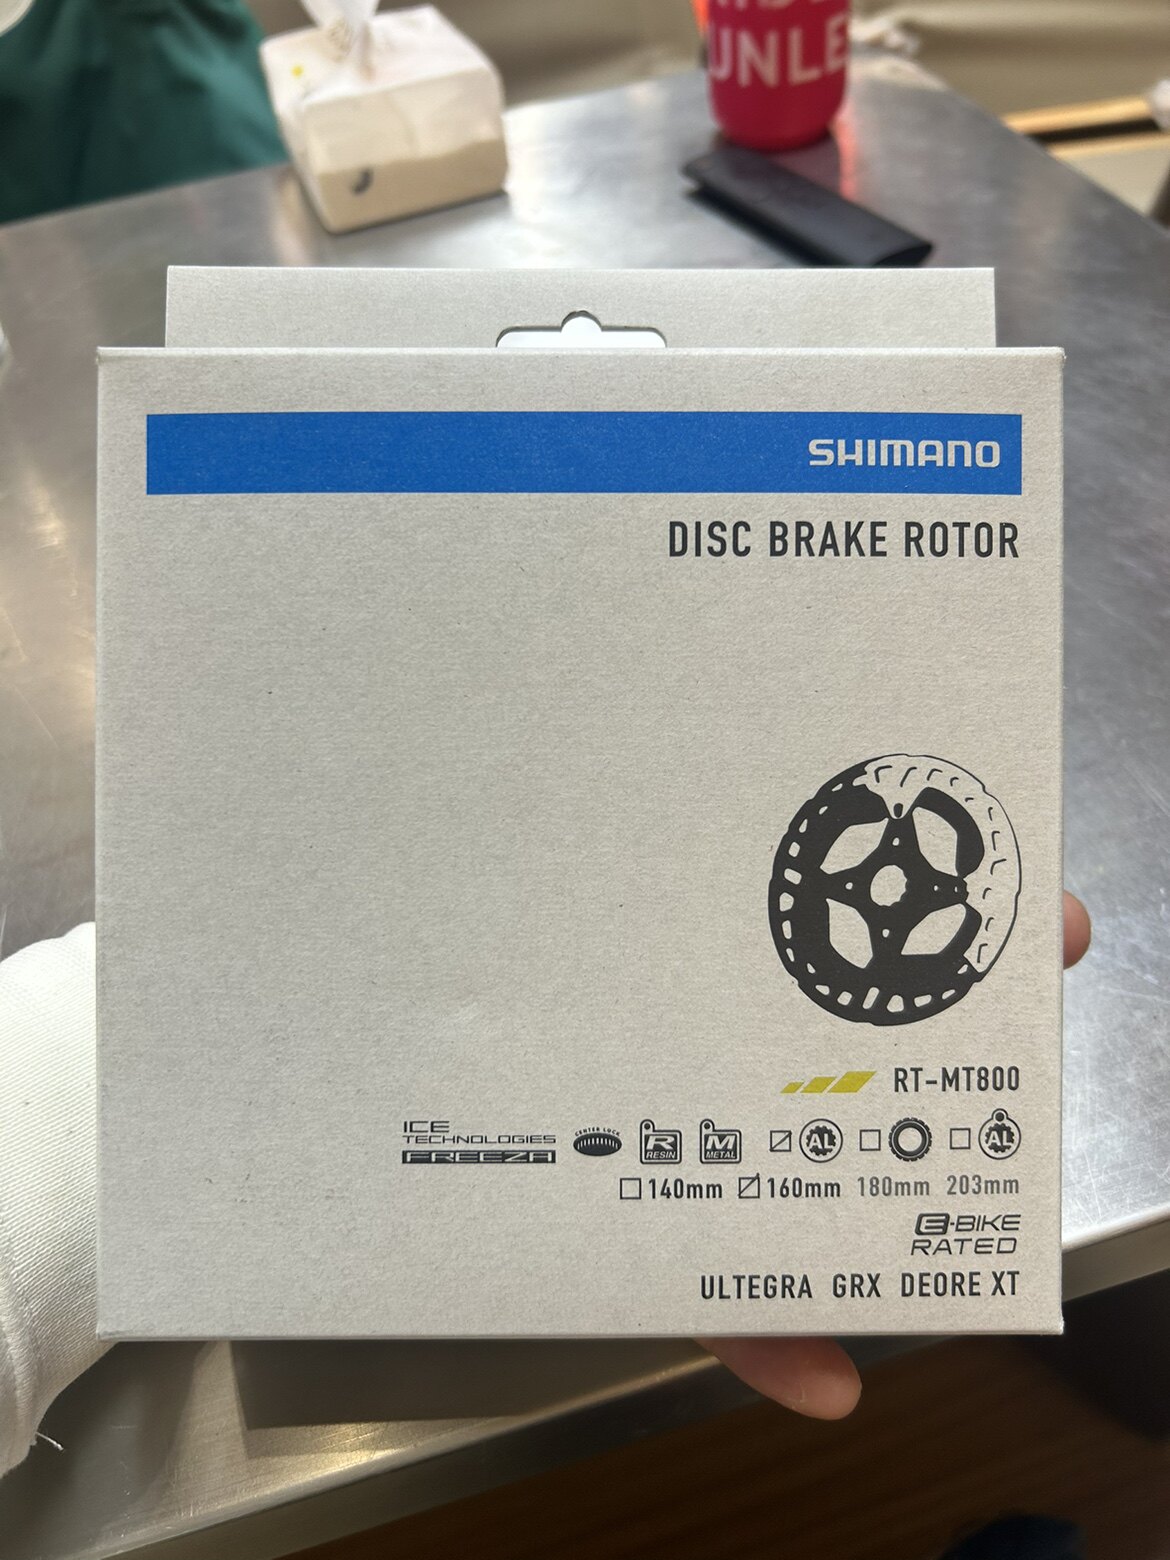 UNLE
SHIMANO
DISC BRAKE ROTOR
RT-MT800
ICE
TECHNOLOGIES
FREEZA
CENTER LOCK
R
RESIN
M
METAL
AL
AL
140mm 160mm 180mm 203mm
E-BIKE
RATED
ULTEGRA GRX DEORE XT